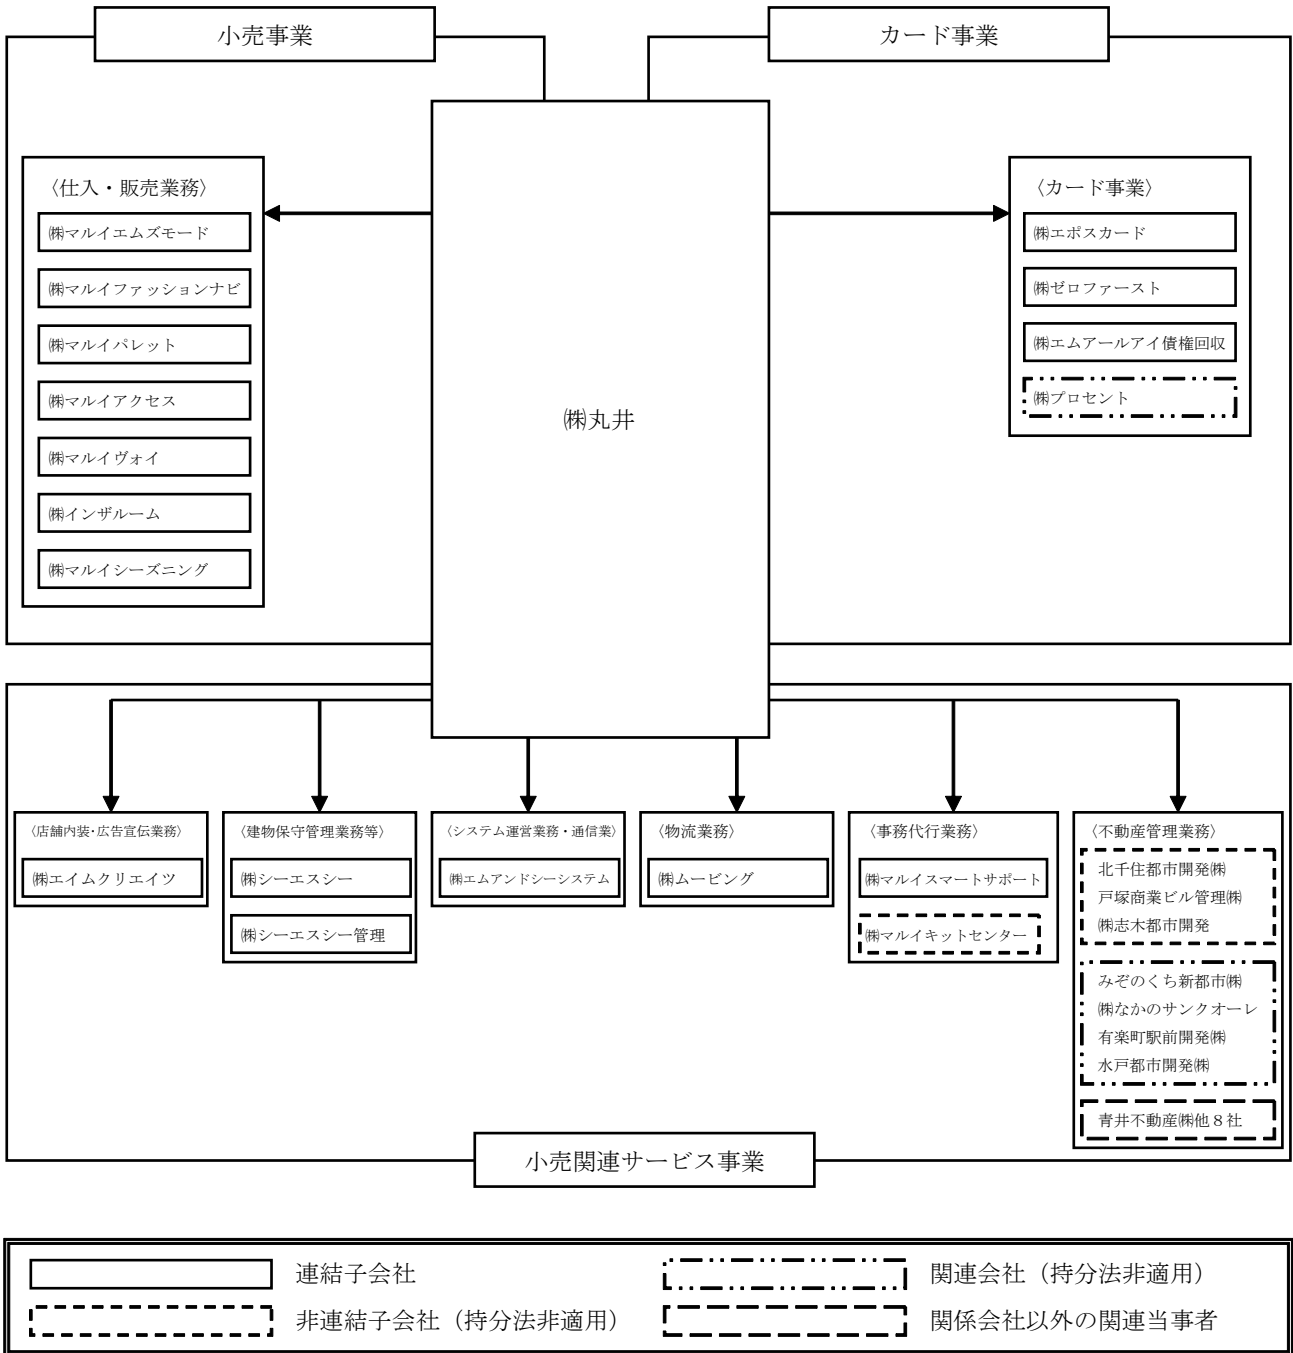 小売事業
カード事業
〈仕入・販売業務〉
㈱マルイエムズモード
㈱マルイファッションナビ
㈱マルイパレット
㈱マルイアクセス
㈱マルイヴォイ
㈱インザルーム
㈱マルイシーズニング
㈱丸井
〈カード事業〉
㈱エポスカード
㈱ゼロファースト
㈱エムアールアイ債権回収
㈱プロセント
〈店舗内装・広告宣伝業務〉
㈱エイムクリエイツ
〈建物保守管理業務等〉
㈱シーエスシー
㈱シーエスシー管理
〈システム運営業務・通信業〉
㈱エムアンドシーシステム
〈物流業務〉
㈱ムービング
〈事務代行業務〉
㈱マルイスマートサポート
㈱マルイキットセンター
〈不動産管理業務〉
北千住都市開発㈱
戸塚商業ビル管理㈱
㈱志木都市開発
みぞのくち新都市㈱
㈱なかのサンクオーレ
有楽町駅前開発㈱
水戸都市開発㈱
青井不動産㈱他８社
小売関連サービス事業
連結子会社
関連会社（持分法非適用）
非連結子会社（持分法非適用）
関係会社以外の関連当事者